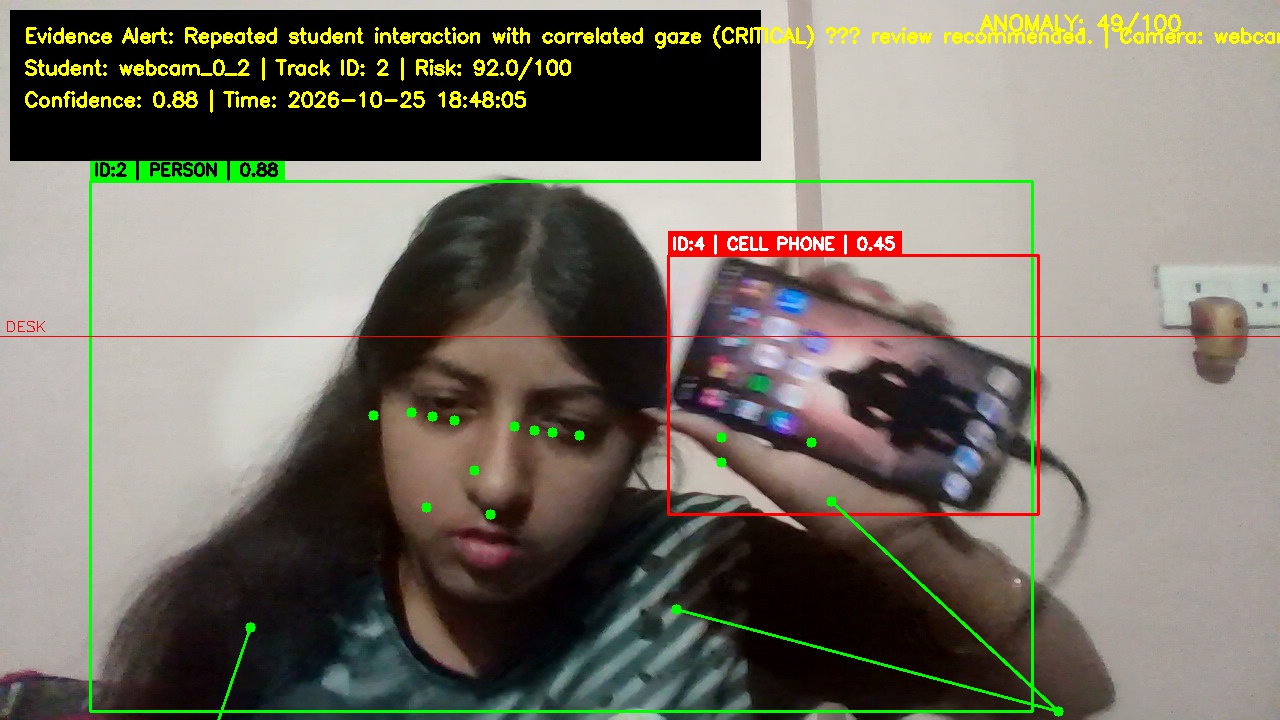 ANOMALY: 49/100
Evidence Alert: Repeated student interaction with correlated gaze (CRITICAL) ??? review recommended. | Camera: webca
Student: webcam_0_2 | Track ID: 2 | Risk: 92.0/100
Confidence: 0.88 | Time: 2026-10-25 18:48:05
ID:2 | PERSON | 0.88
ID:4 | CELL PHONE | 0.45
DESK